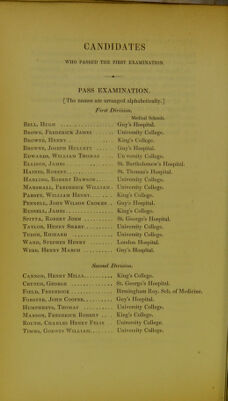 CANDIDATES
WHO PASSED THE FIRST EXAMINATION
PASS EXAMINATION.
[The names are arranged alphabetically.]
First Division.
Medical Schools.
BELL, HUGH .............. Guy's Hospital.
BROWN, FREDERICK JAMES ...... University College.
BROWNE, HENRY ............ King's College.
BROWNE, JOSEPH HULLETT .. Guy's Hospital.
EDWARDS, WILLIAM THOMAS .... University College.
ELLISON, JAMES ............ St. Bartholomew's Hospital.
HAINES, ROBERT ............ St. Thomas's Hospital.
HARLING, ROBERT DAWSON ...... University College.
MARSHALL, FREDERICK WILLIAM . University College.
PARSEY, WILLIAM HENRY ...... King's College.
PENNELL, JOHN WILSON CROKER .. Guy's Hospital.
RUSSELL, JAMES ............ King's College.
SPITTA, ROBERT JOHN ........ St. George's Hospital.
TAYLOR, HENRY SHARP ........ University College.
TUDOR, RICHARD ............ University College.
WARD, STEPHEN HENRY ........ London Hospital.
WEBB, HENRY MARCH ........ Guy's Hospital.
Second Division.
CANNON, HENRY MILLS........ King's College.
GEORGE ............ St. George's Hospital.
FIELD, FREDERICK ............ Birmingham Roy. Sch. of Medicine.
FORSTER, JOHN COOPER........ Guy's Hospital.
HUMPHREYS, THOMAS ........ University College.
MANSON, FREDERICK ROBERT .... King's College.
ROUTH, CHARLES HENRY FELIX .. University College.
WILLIAM........ University College.